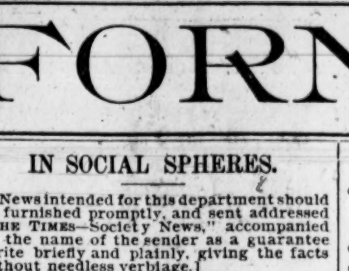 FORN
IN SOCIAL SPHERES.
News intended for this department should
furnished promptly, and sent addressed
HE TIMES—Society News," accompanied
the name of the sender as a guarantee
rite briefly and plainly, giving the facts
thout needless verbiage.]